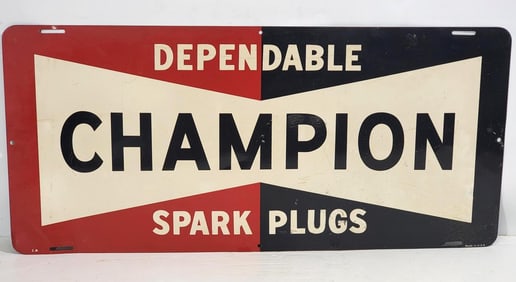 DEPENDABLE
CHAMPION
SPARK PLUGS